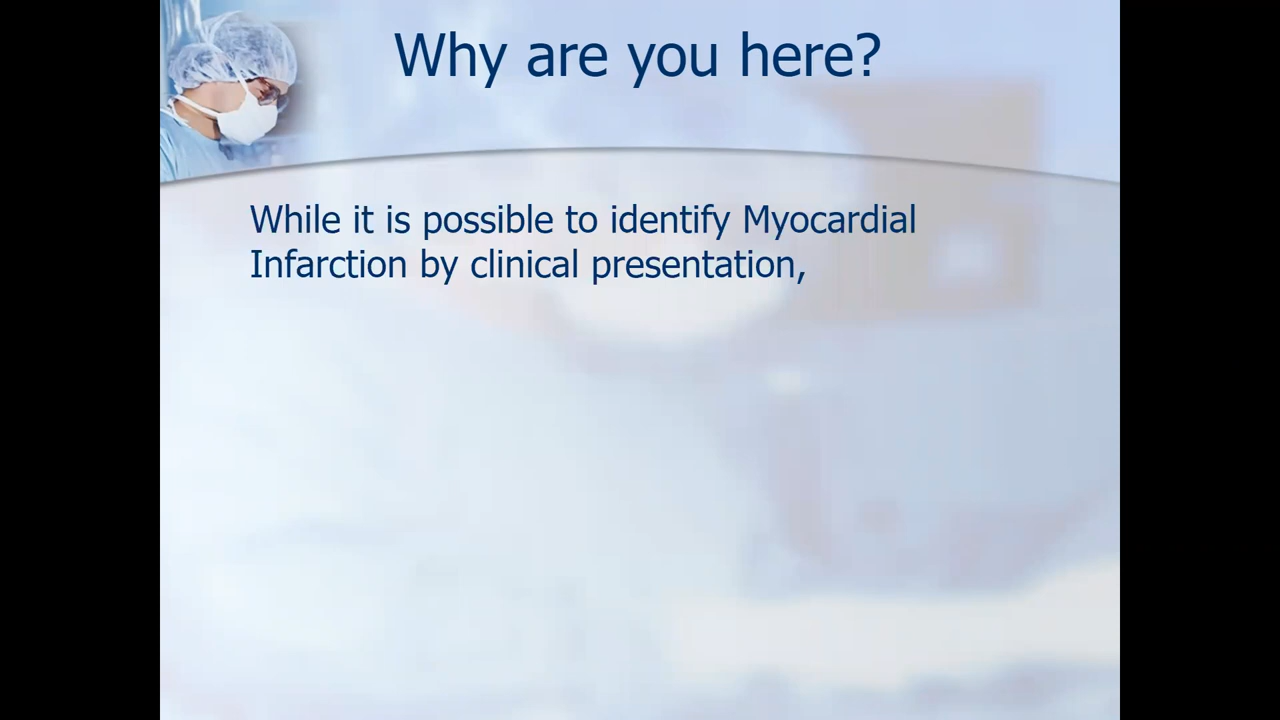 Why are you here?
While it is possible to identify Myocardial
Infarction by clinical presentation,